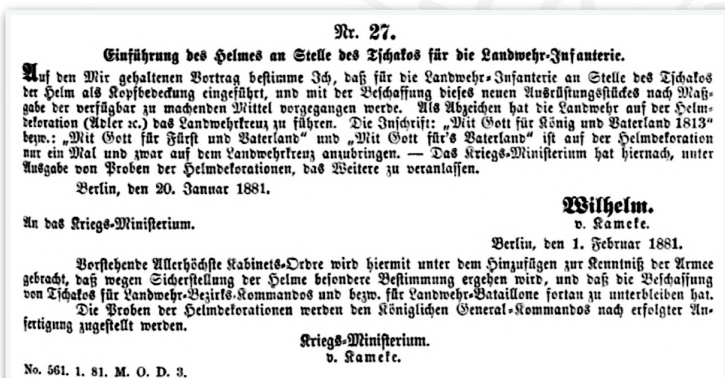 Nr. 27.
Einführung des Helmes an Stelle des Tschakos für die Landwehr-Infanterie.
Auf den Mir gehaltenen Vortrag bestimme Ich, daß für die Landwehr-Infanterie an Stelle des Tschakos
der Helm als Kopfbedeckung eingeführt, und mit der Beschaffung dieses neuen Ausrüstungsstückes nach Maß-
gabe der verfügbar zu machenden Mittel vorgegangen werde. Als Abzeichen hat die Landwehr auf der Helm-
dekoration (Adler ꝛc.) das Landwehrkreuz zu führen. Die Inschrift: „Mit Gott für König und Vaterland 1813“
bezw.: „Mit Gott für Fürst und Vaterland“ und „Mit Gott für's Vaterland“ ist auf der Helmdekoration
nur ein Mal und zwar auf dem Landwehrkreuz anzubringen. — Das Kriegs-Ministerium hat hiernach, unter
Ausgabe von Proben der Helmdekorationen, das Weitere zu veranlassen.
Berlin, den 20. Januar 1881.
Wilhelm.
An das Kriegs-Ministerium.
v. Kameke.
Berlin, den 1. Februar 1881.
Vorstehende Allerhöchste Kabinets-Ordre wird hiermit unter dem Hinzufügen zur Kenntniß der Armee
gebracht, daß wegen Sicherstellung der Helme besondere Bestimmung ergehen wird, und daß die Beschaffung
von Tschakos für Landwehr-Bezirks-Kommandos und bezw. für Landwehr-Bataillone fortan zu unterbleiben hat.
Die Proben der Helmdekorationen werden den Königlichen General-Kommandos nach erfolgter An-
fertigung zugestellt werden.
Kriegs-Ministerium.
v. Kameke.
No. 561. 1. 81. M. O. D. 3.